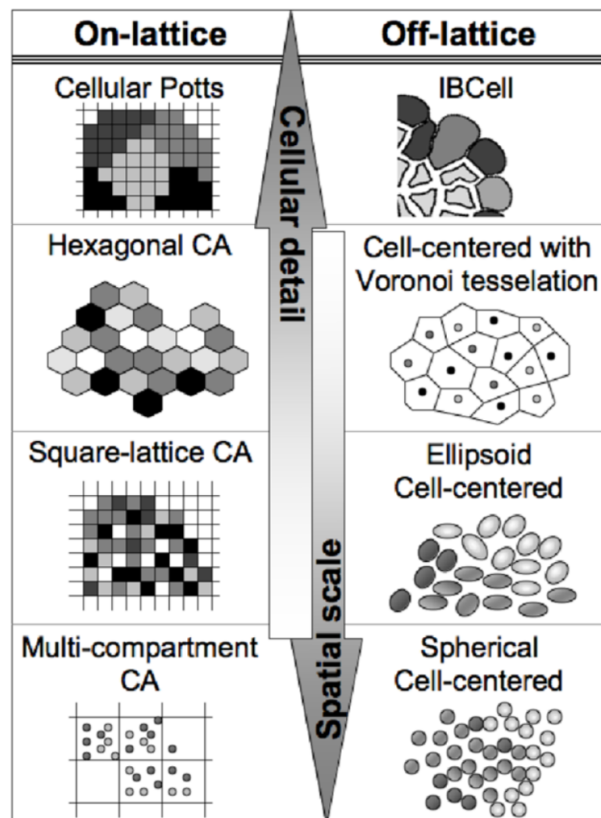 On-lattice
Off-lattice
Cellular Potts
IBCell
Cellular detail
Hexagonal CA
Cell-centered with
Voronoi tesselation
Square-lattice CA
Ellipsoid
Cell-centered
Spatial scale
Multi-compartment
CA
Spherical
Cell-centered